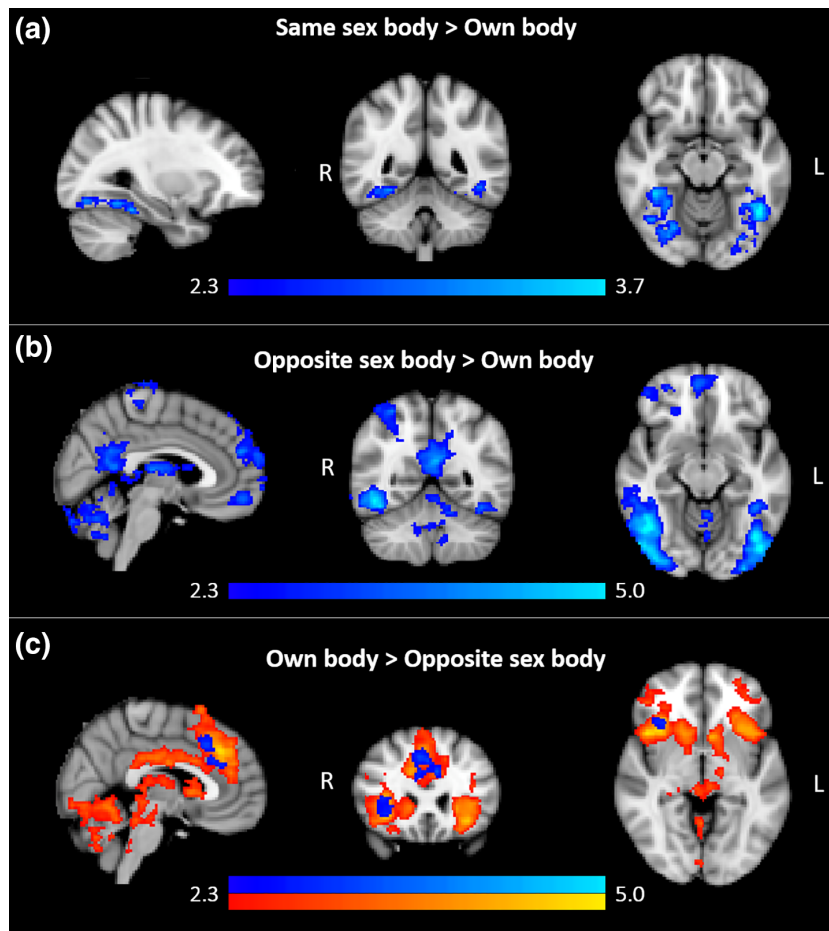 (a)
Same sex body > Own body
R
L
2.3
3.7
(b)
Opposite sex body > Own body
R
L
2.3
5.0
(c)
Own body > Opposite sex body
R
L
2.3
5.0